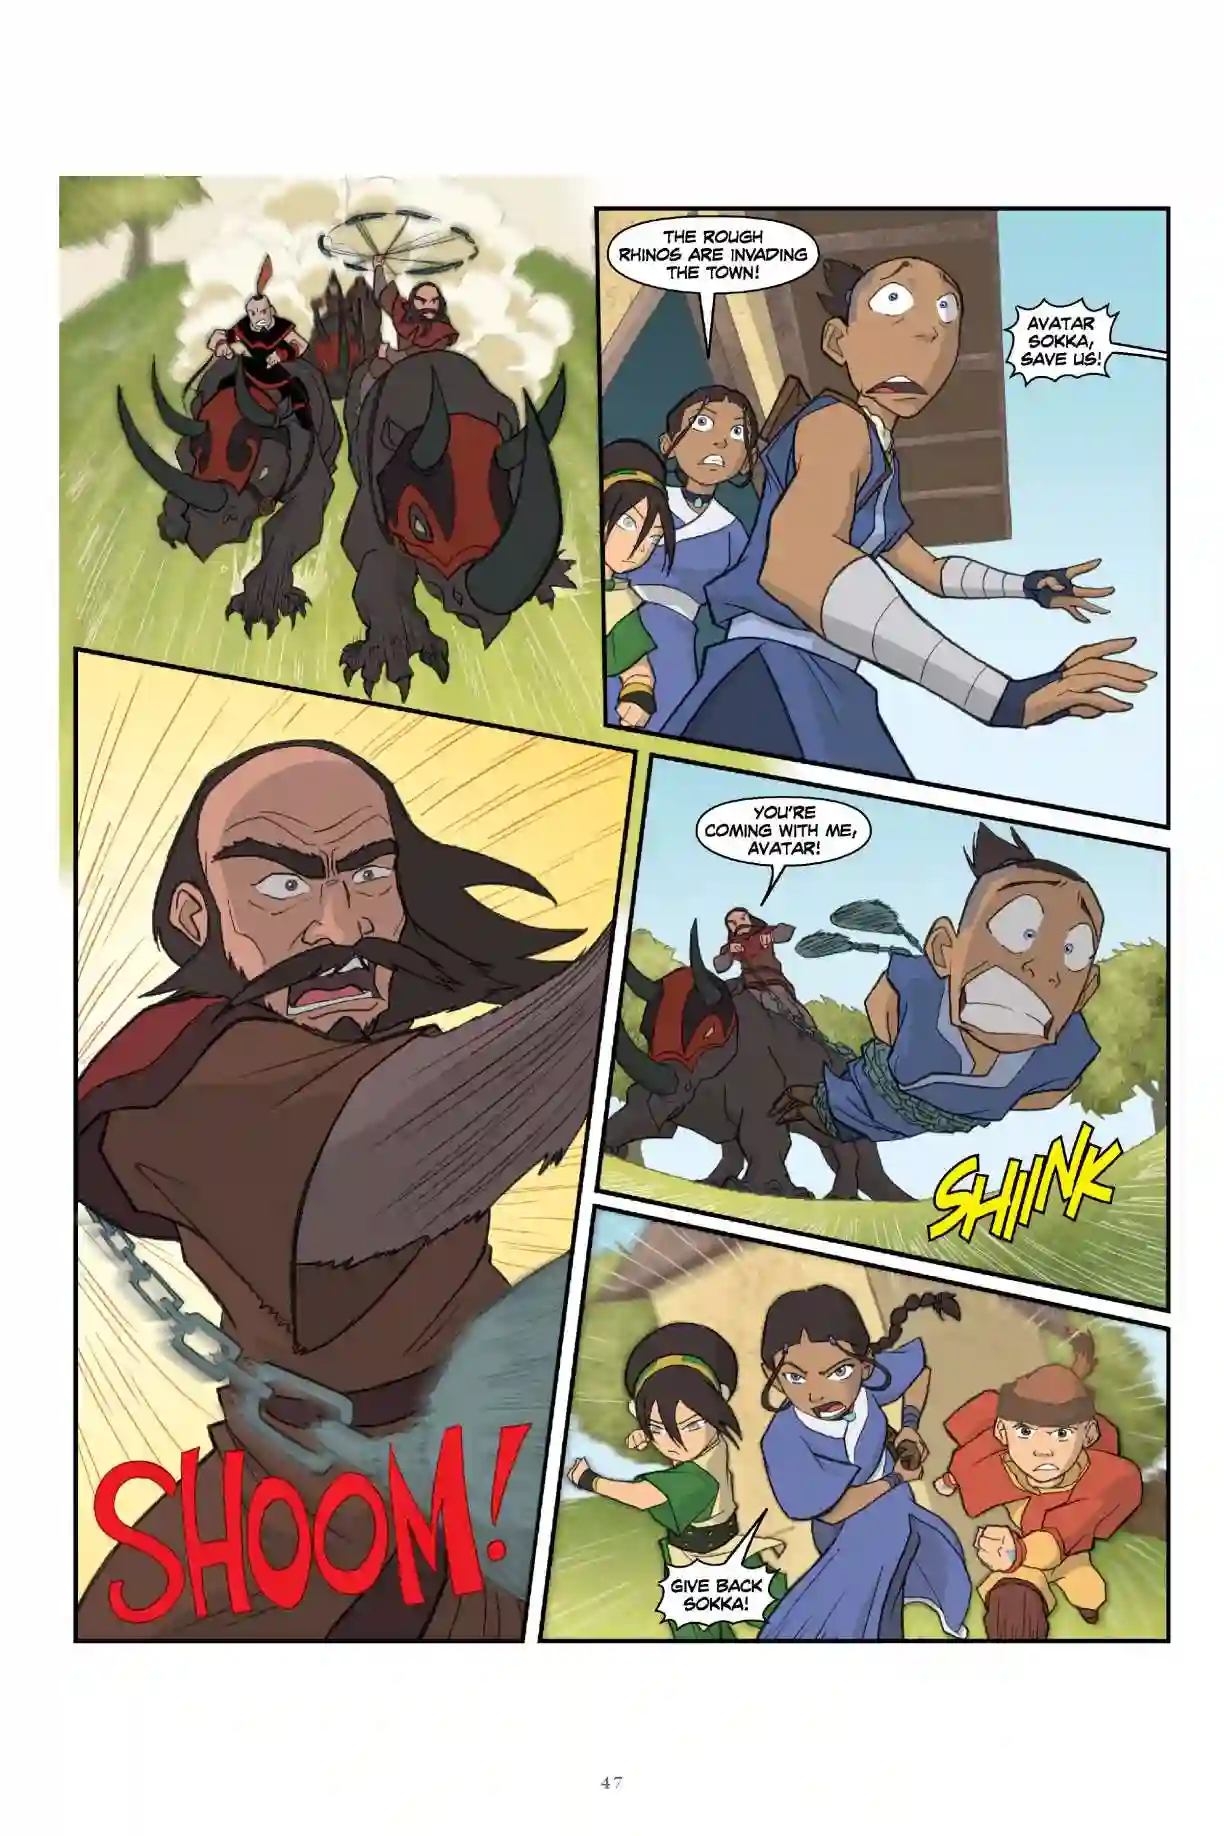 THE ROUGH
RHINOS ARE INVADING
THE TOWN!
AVATAR
SOKKA,
SAVE US!
SHOOM!
YOU'RE
COMING WITH ME,
AVATAR!
SHIINK
GIVE BACK
SOKKA!
47